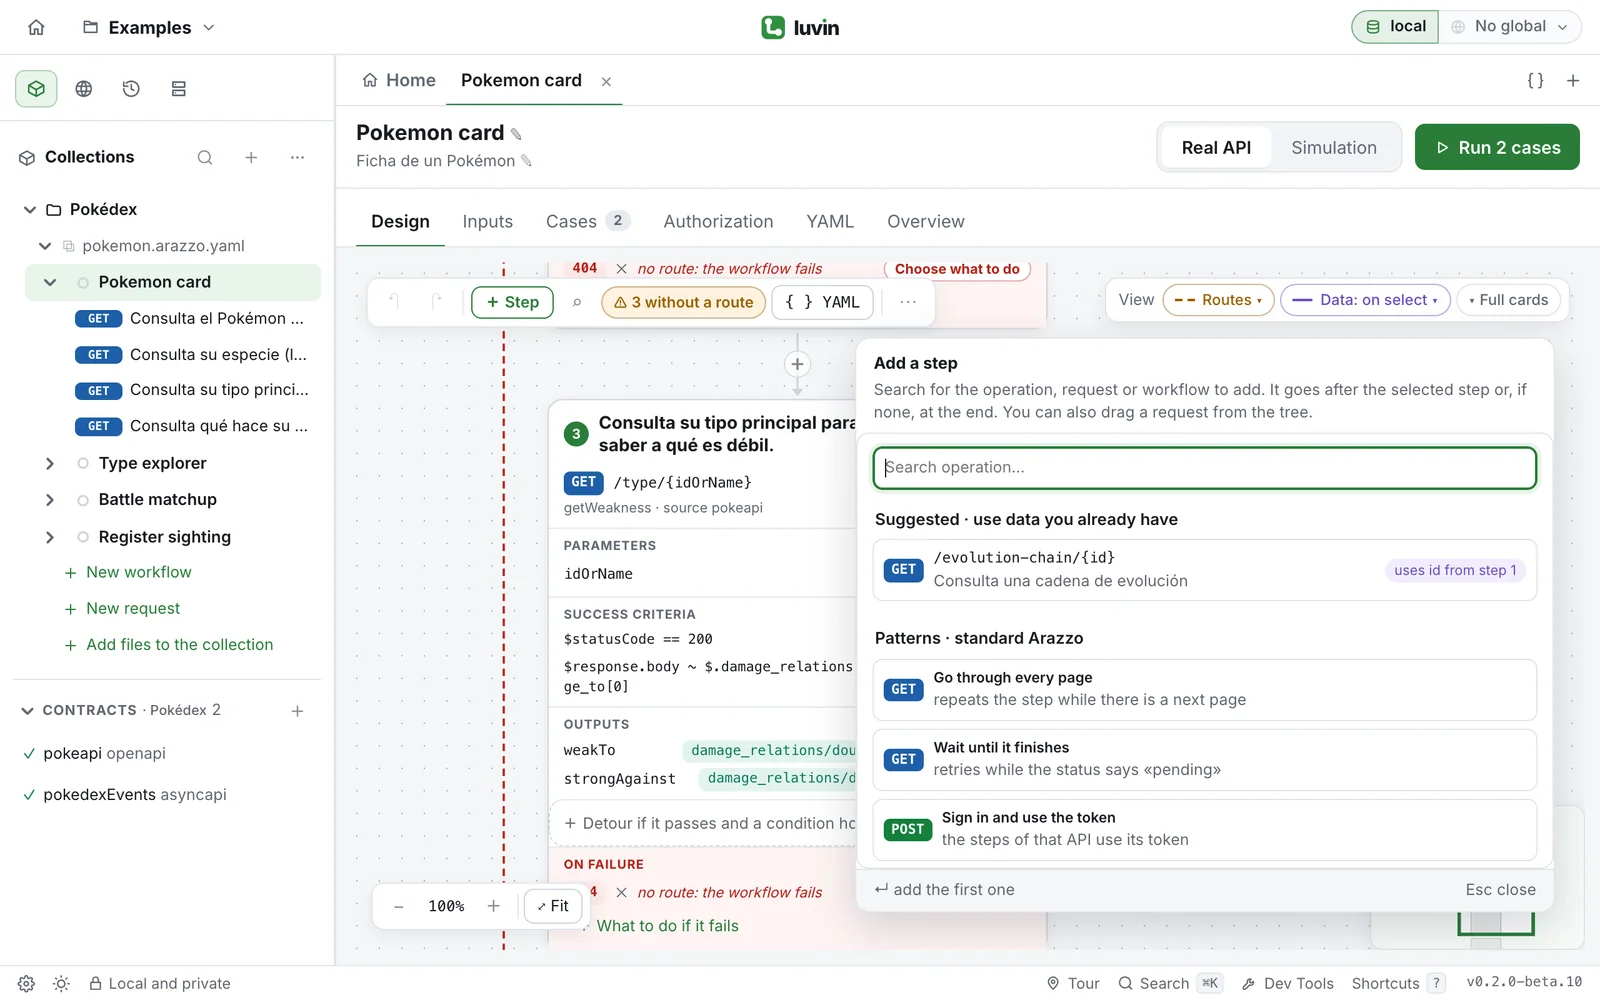 Examples
luvin
local
No global
Home
Pokemon card
{ }
Collections
Pokédex
pokemon.arazzo.yaml
Pokemon card
GET Consulta el Pokémon ...
GET Consulta su especie (l...
GET Consulta su tipo princi...
GET Consulta qué hace su ...
Type explorer
Battle matchup
Register sighting
+ New workflow
+ New request
+ Add files to the collection
CONTRACTS · Pokédex 2
pokeapi openapi
pokedexEvents asyncapi
Pokemon card
Ficha de un Pokémon
Real API
Simulation
Run 2 cases
Design
Inputs
Cases 2
Authorization
YAML
Overview
404 × no route: the workflow fails
Choose what to do
+ Step
3 without a route
{ } YAML
...
View
Routes
Data: on select
Full cards
3
Consulta su tipo principal para
saber a qué es débil.
GET /type/{idOrName}
getWeakness · source pokeapi
PARAMETERS
idOrName
SUCCESS CRITERIA
$statusCode == 200
$response.body ~ $.damage_relations
ge_to[0]
OUTPUTS
weakTo damage_relations/dou
strongAgainst damage_relations/d
+ Detour if it passes and a condition ho
ON FAILURE
4 × no route: the workflow fails
What to do if it fails
− 100% +
Fit
Add a step
Search for the operation, request or workflow to add. It goes after the selected step or, if
none, at the end. You can also drag a request from the tree.
Search operation...
Suggested · use data you already have
GET /evolution-chain/{id}
Consulta una cadena de evolución
uses id from step 1
Patterns · standard Arazzo
GET Go through every page
repeats the step while there is a next page
GET Wait until it finishes
retries while the status says «pending»
POST Sign in and use the token
the steps of that API use its token
↵ add the first one
Esc close
Local and private
Tour
Search ⌘K
Dev Tools
Shortcuts ?
v0.2.0-beta.10